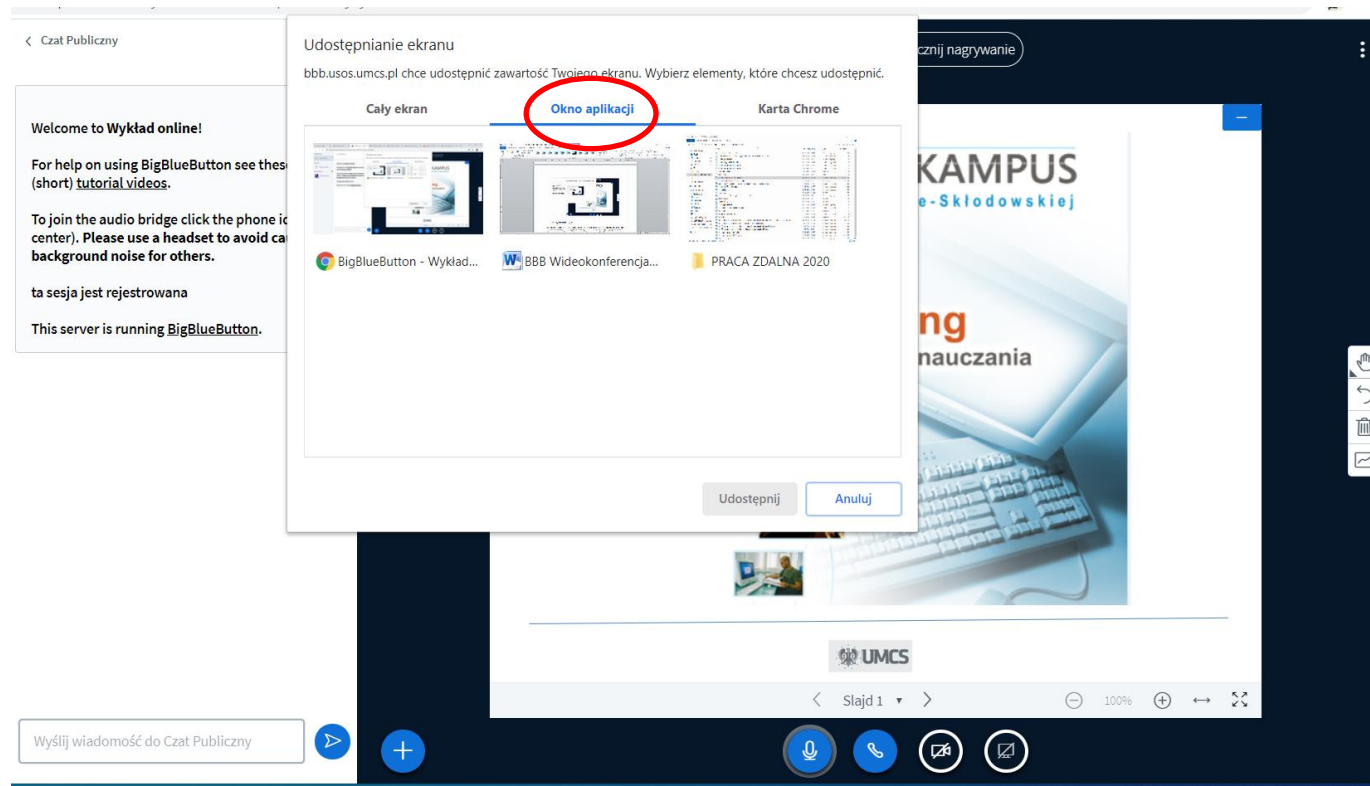 Czat Publiczny
Welcome to Wykład online!
For help on using BigBlueButton see these
(short) tutorial videos.
To join the audio bridge click the phone
center). Please use a headset to avoid
background noise for others.
ta sesja jest rejestrowana
This server is running BigBlueButton.
Wyślij wiadomość do Czat Publiczny
Udostępnianie ekranu
bbb.usos.umcs.pl chce udostępnić zawartość Twojego ekranu. Wybierz elementy, które chcesz udostępnić.
Cały ekran
Okno aplikacji
Karta Chrome
BigBlueButton - Wykład...
BBB Wideokonferencja...
PRACA ZDALNA 2020
Udostępnij
Anuluj
nagrywanie
KAMPUS
e-Skłodowskiej
ng
nauczania
UMCS
Slajd 1
100%